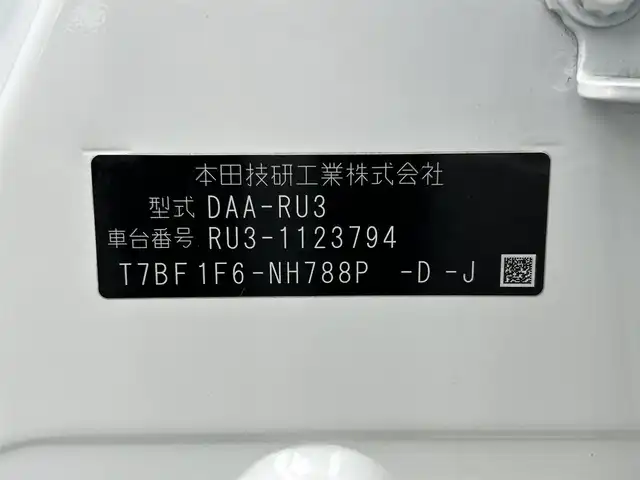 本田技研工業株式会社
型式 DAA-RU3
車台番号 RU3-1123794
T7BF1F6-NH788P -D -J